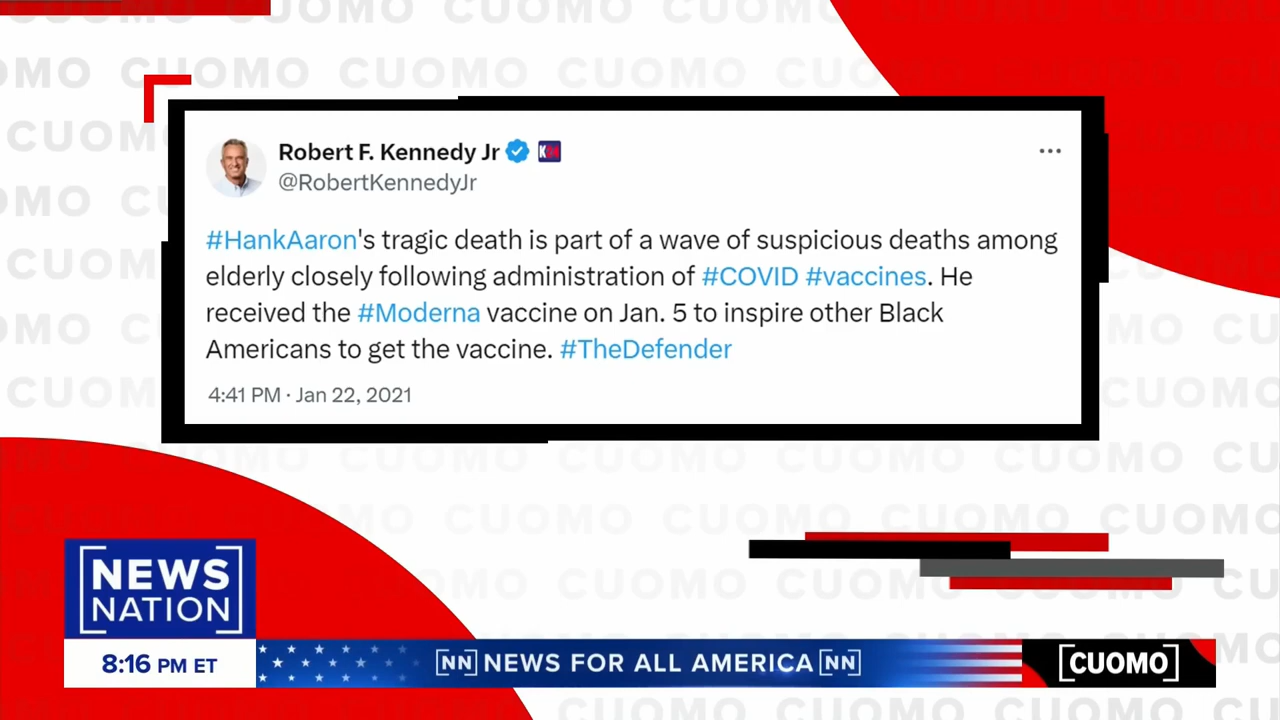 Robert F. Kennedy Jr
@RobertKennedyJr
#HankAaron's tragic death is part of a wave of suspicious deaths among
elderly closely following administration of #COVID #vaccines. He
received the #Moderna vaccine on Jan. 5 to inspire other Black
Americans to get the vaccine. #TheDefender
4:41 PM · Jan 22, 2021
NEWS
NATION
8:16 PM ET
NN NEWS FOR ALL AMERICA NN
CUOMO